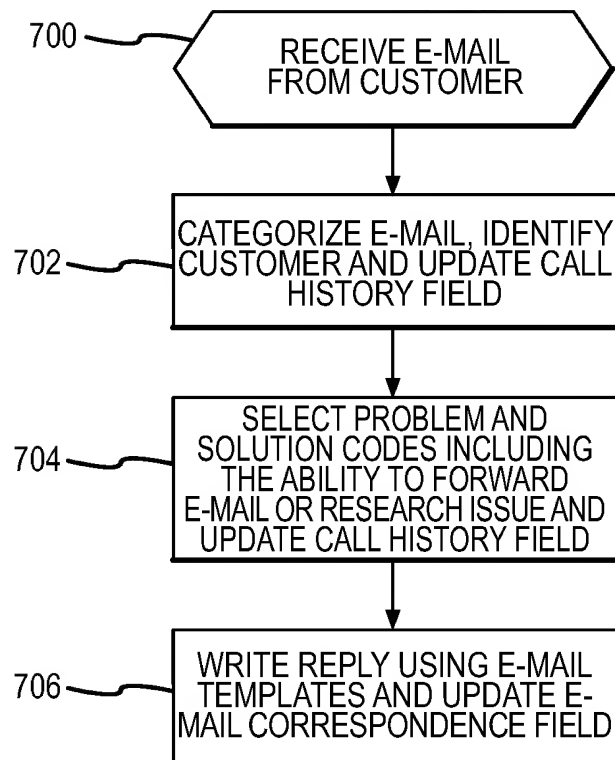 700
RECEIVE E-MAIL
FROM CUSTOMER
702
CATEGORIZE E-MAIL, IDENTIFY
CUSTOMER AND UPDATE CALL
HISTORY FIELD
704
SELECT PROBLEM AND
SOLUTION CODES INCLUDING
THE ABILITY TO FORWARD
E-MAIL OR RESEARCH ISSUE AND
UPDATE CALL HISTORY FIELD
706
WRITE REPLY USING E-MAIL
TEMPLATES AND UPDATE E-
MAIL CORRESPONDENCE FIELD